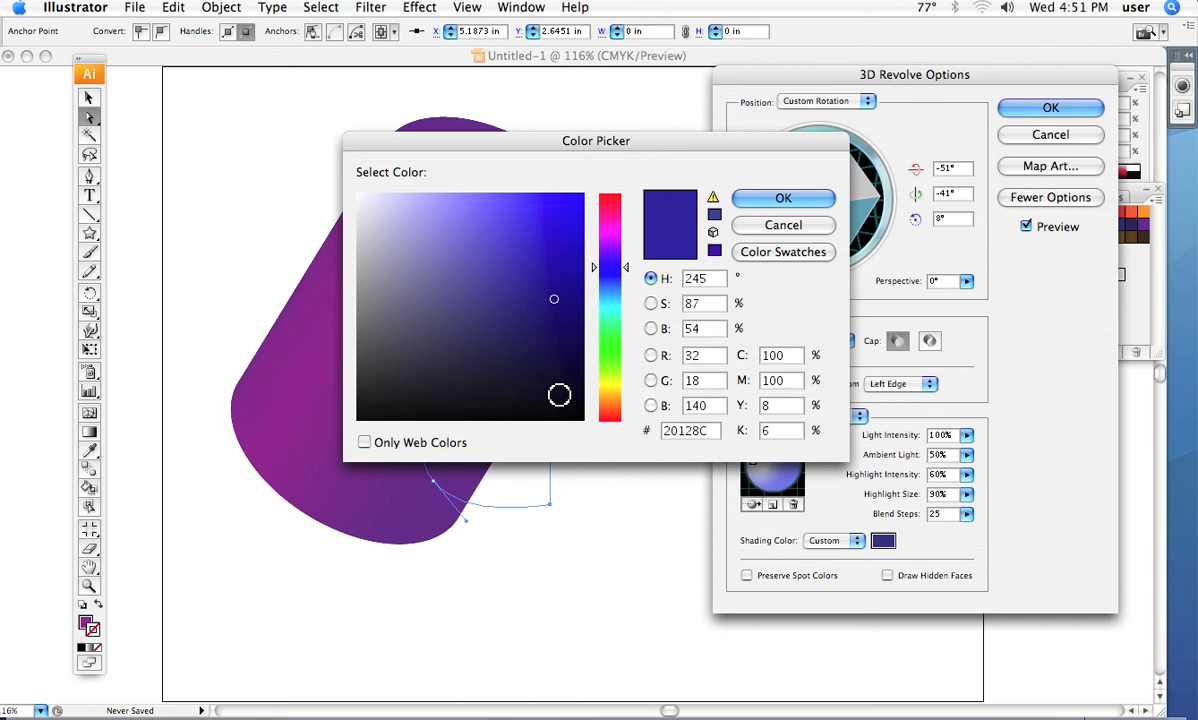 Illustrator File Edit Object Type Select Filter Effect View Window Help 77° Wed 4:51 PM user
Anchor Point Convert: Handles: Anchors: X: 5.1873 in Y: 2.6451 in W: 0 in H: 0 in
Untitled-1 @ 116% (CMYK/Preview)
Ai
3D Revolve Options
Position: Custom Rotation
OK
Cancel
Map Art...
Fewer Options
Preview
-51°
-41°
8°
Perspective: 0°
Cap:
Left Edge
Light Intensity: 100%
Ambient Light: 50%
Highlight Intensity: 60%
Highlight Size: 90%
Blend Steps: 25
Shading Color: Custom
Preserve Spot Colors Draw Hidden Faces
Color Picker
Select Color:
OK
Cancel
Color Swatches
H: 245 °
S: 87 %
B: 54 %
R: 32 C: 100 %
G: 18 M: 100 %
B: 140 Y: 8 %
# 20128C K: 6 %
Only Web Colors
T
%
%
%
%
16% Never Saved